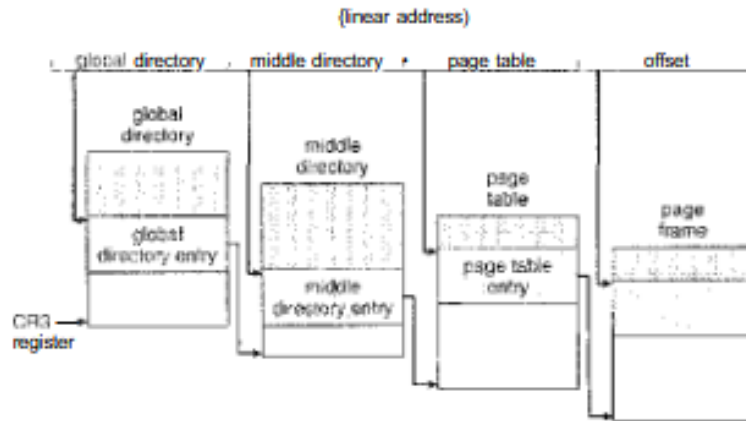 (linear address)
global directory
middle directory
page table
offset
global
directory
middle
directory
page
table
page
frame
global
directory entry
middle
directory entry
page table
entry
CR3
register